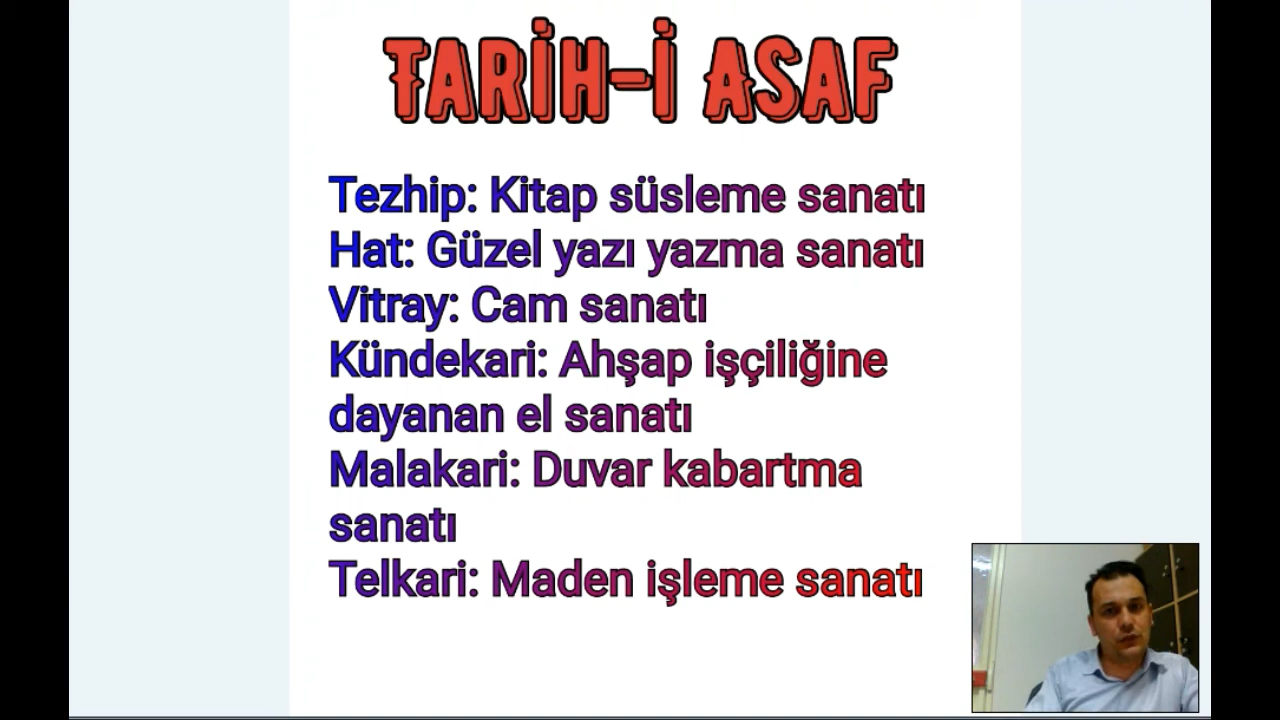 TARİH-İ ASAF
Tezhip: Kitap süsleme sanatı
Hat: Güzel yazı yazma sanatı
Vitray: Cam sanatı
Kündekari: Ahşap işçiliğine
dayanan el sanatı
Malakari: Duvar kabartma
sanatı
Telkari: Maden işleme sanatı